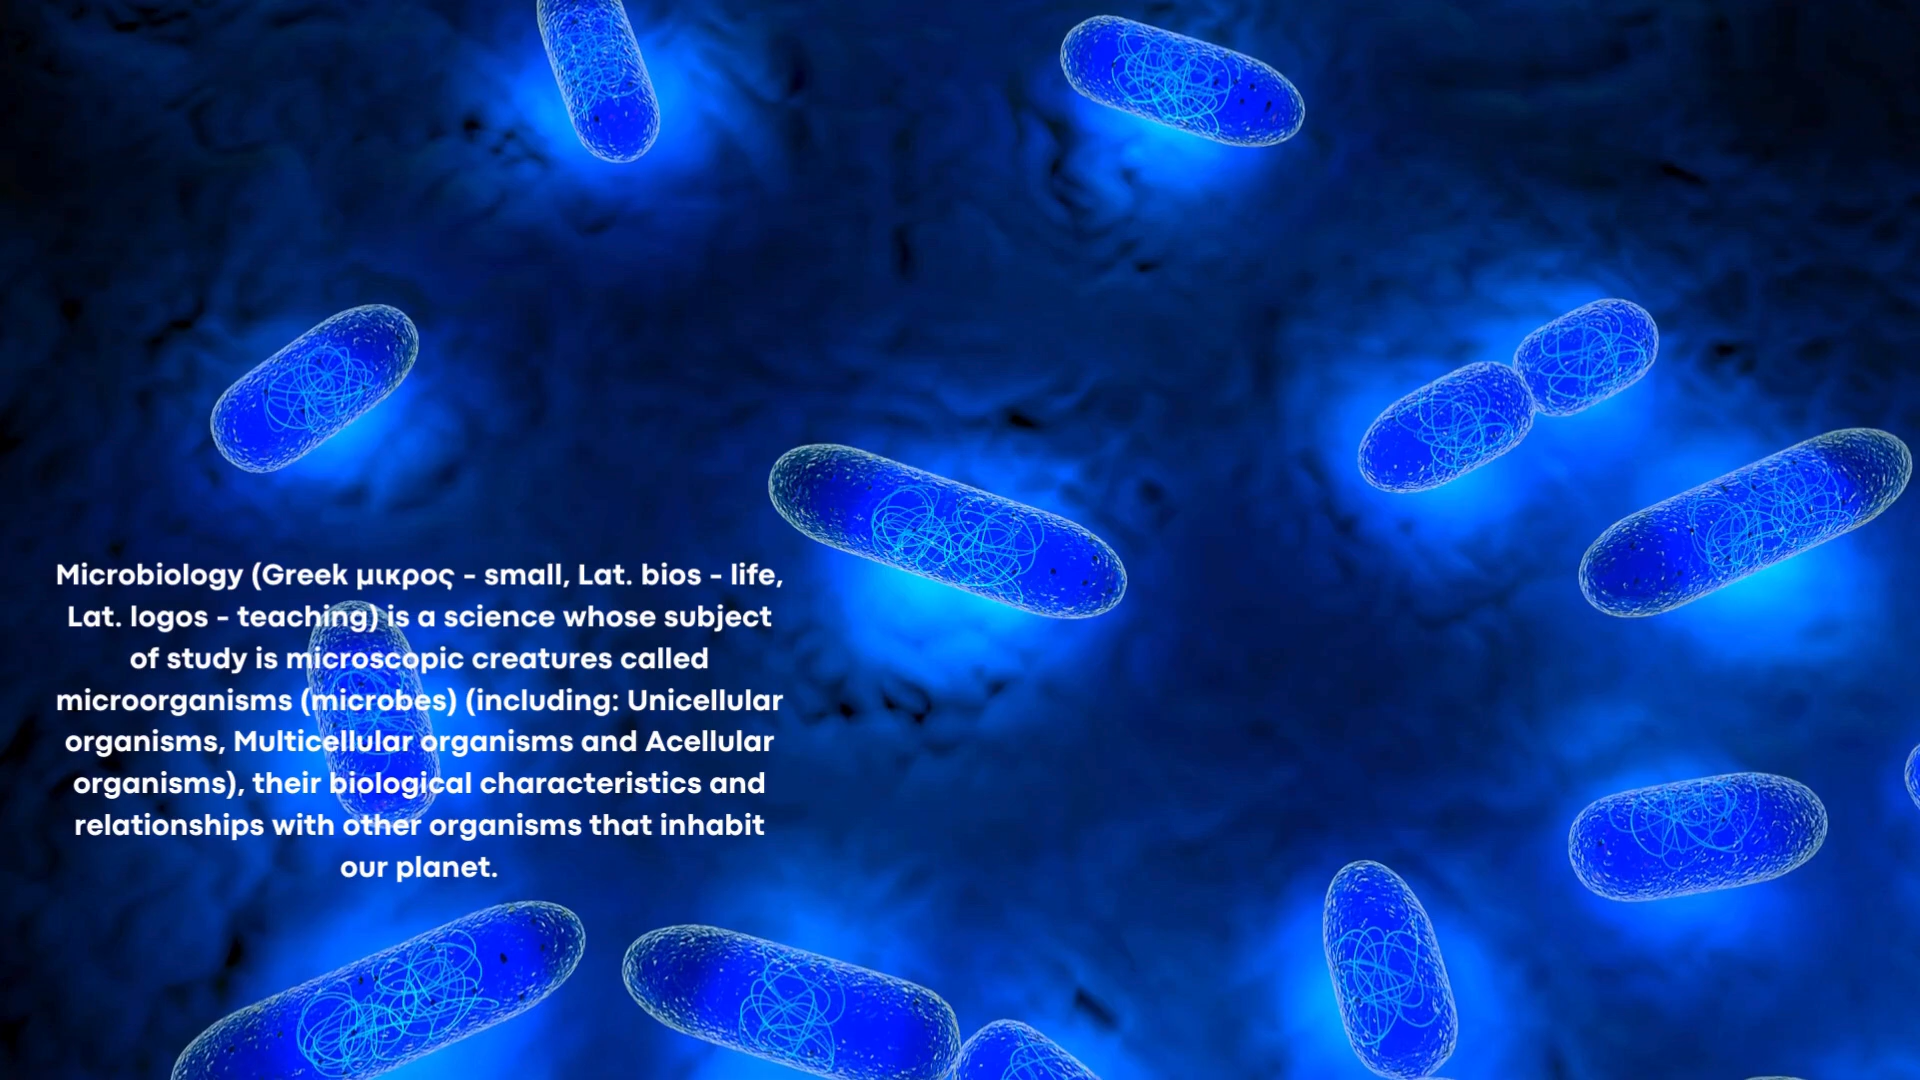 Microbiology (Greek μικρος - small, Lat. bios - life,
Lat. logos - teaching) is a science whose subject
of study is microscopic creatures called
microorganisms (microbes) (including: Unicellular
organisms, Multicellular organisms and Acellular
organisms), their biological characteristics and
relationships with other organisms that inhabit
our planet.